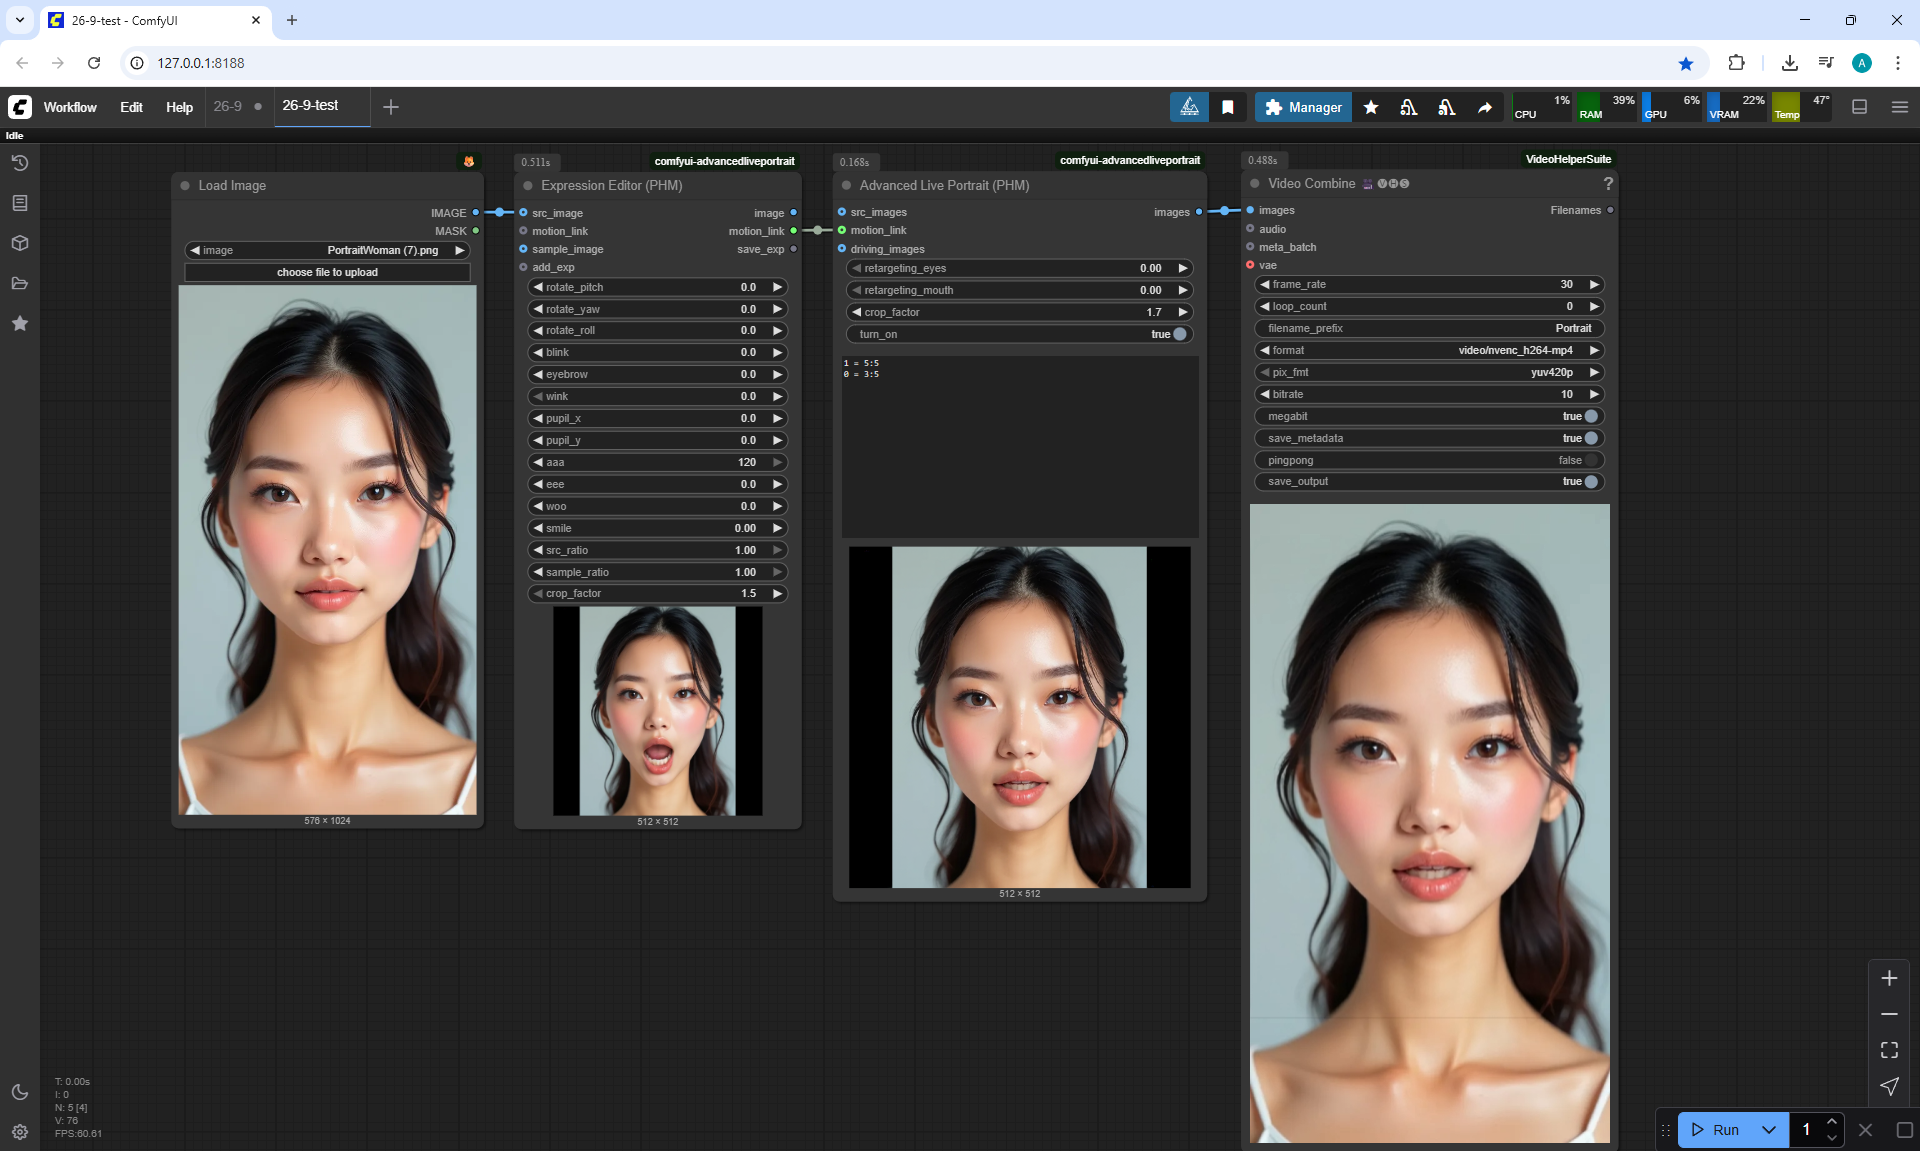 26-9-test - ComfyUI
127.0.0.1:8188
A
Workflow
Edit
Help
26-9
26-9-test
Manager
1%
CPU
39%
RAM
6%
GPU
22%
VRAM
47°
Temp
Idle
Load Image
IMAGE
MASK
image PortraitWoman (7).png
choose file to upload
576 × 1024
0.511s
comfyui-advancedliveportrait
Expression Editor (PHM)
src_image image
motion_link motion_link
sample_image save_exp
add_exp
rotate_pitch 0.0
rotate_yaw 0.0
rotate_roll 0.0
blink 0.0
eyebrow 0.0
wink 0.0
pupil_x 0.0
pupil_y 0.0
aaa 120
eee 0.0
woo 0.0
smile 0.00
src_ratio 1.00
sample_ratio 1.00
crop_factor 1.5
512 × 512
0.168s
comfyui-advancedliveportrait
Advanced Live Portrait (PHM)
src_images images
motion_link
driving_images
retargeting_eyes 0.00
retargeting_mouth 0.00
crop_factor 1.7
turn_on true
1 = 5:5
0 = 3:5
512 × 512
0.488s
VideoHelperSuite
Video Combine VHS ?
images Filenames
audio
meta_batch
vae
frame_rate 30
loop_count 0
filename_prefix Portrait
format video/nvenc_h264-mp4
pix_fmt yuv420p
bitrate 10
megabit true
save_metadata true
pingpong false
save_output true
T: 0.00s
I: 0
N: 5 [4]
V: 76
FPS:60.61
Run
1